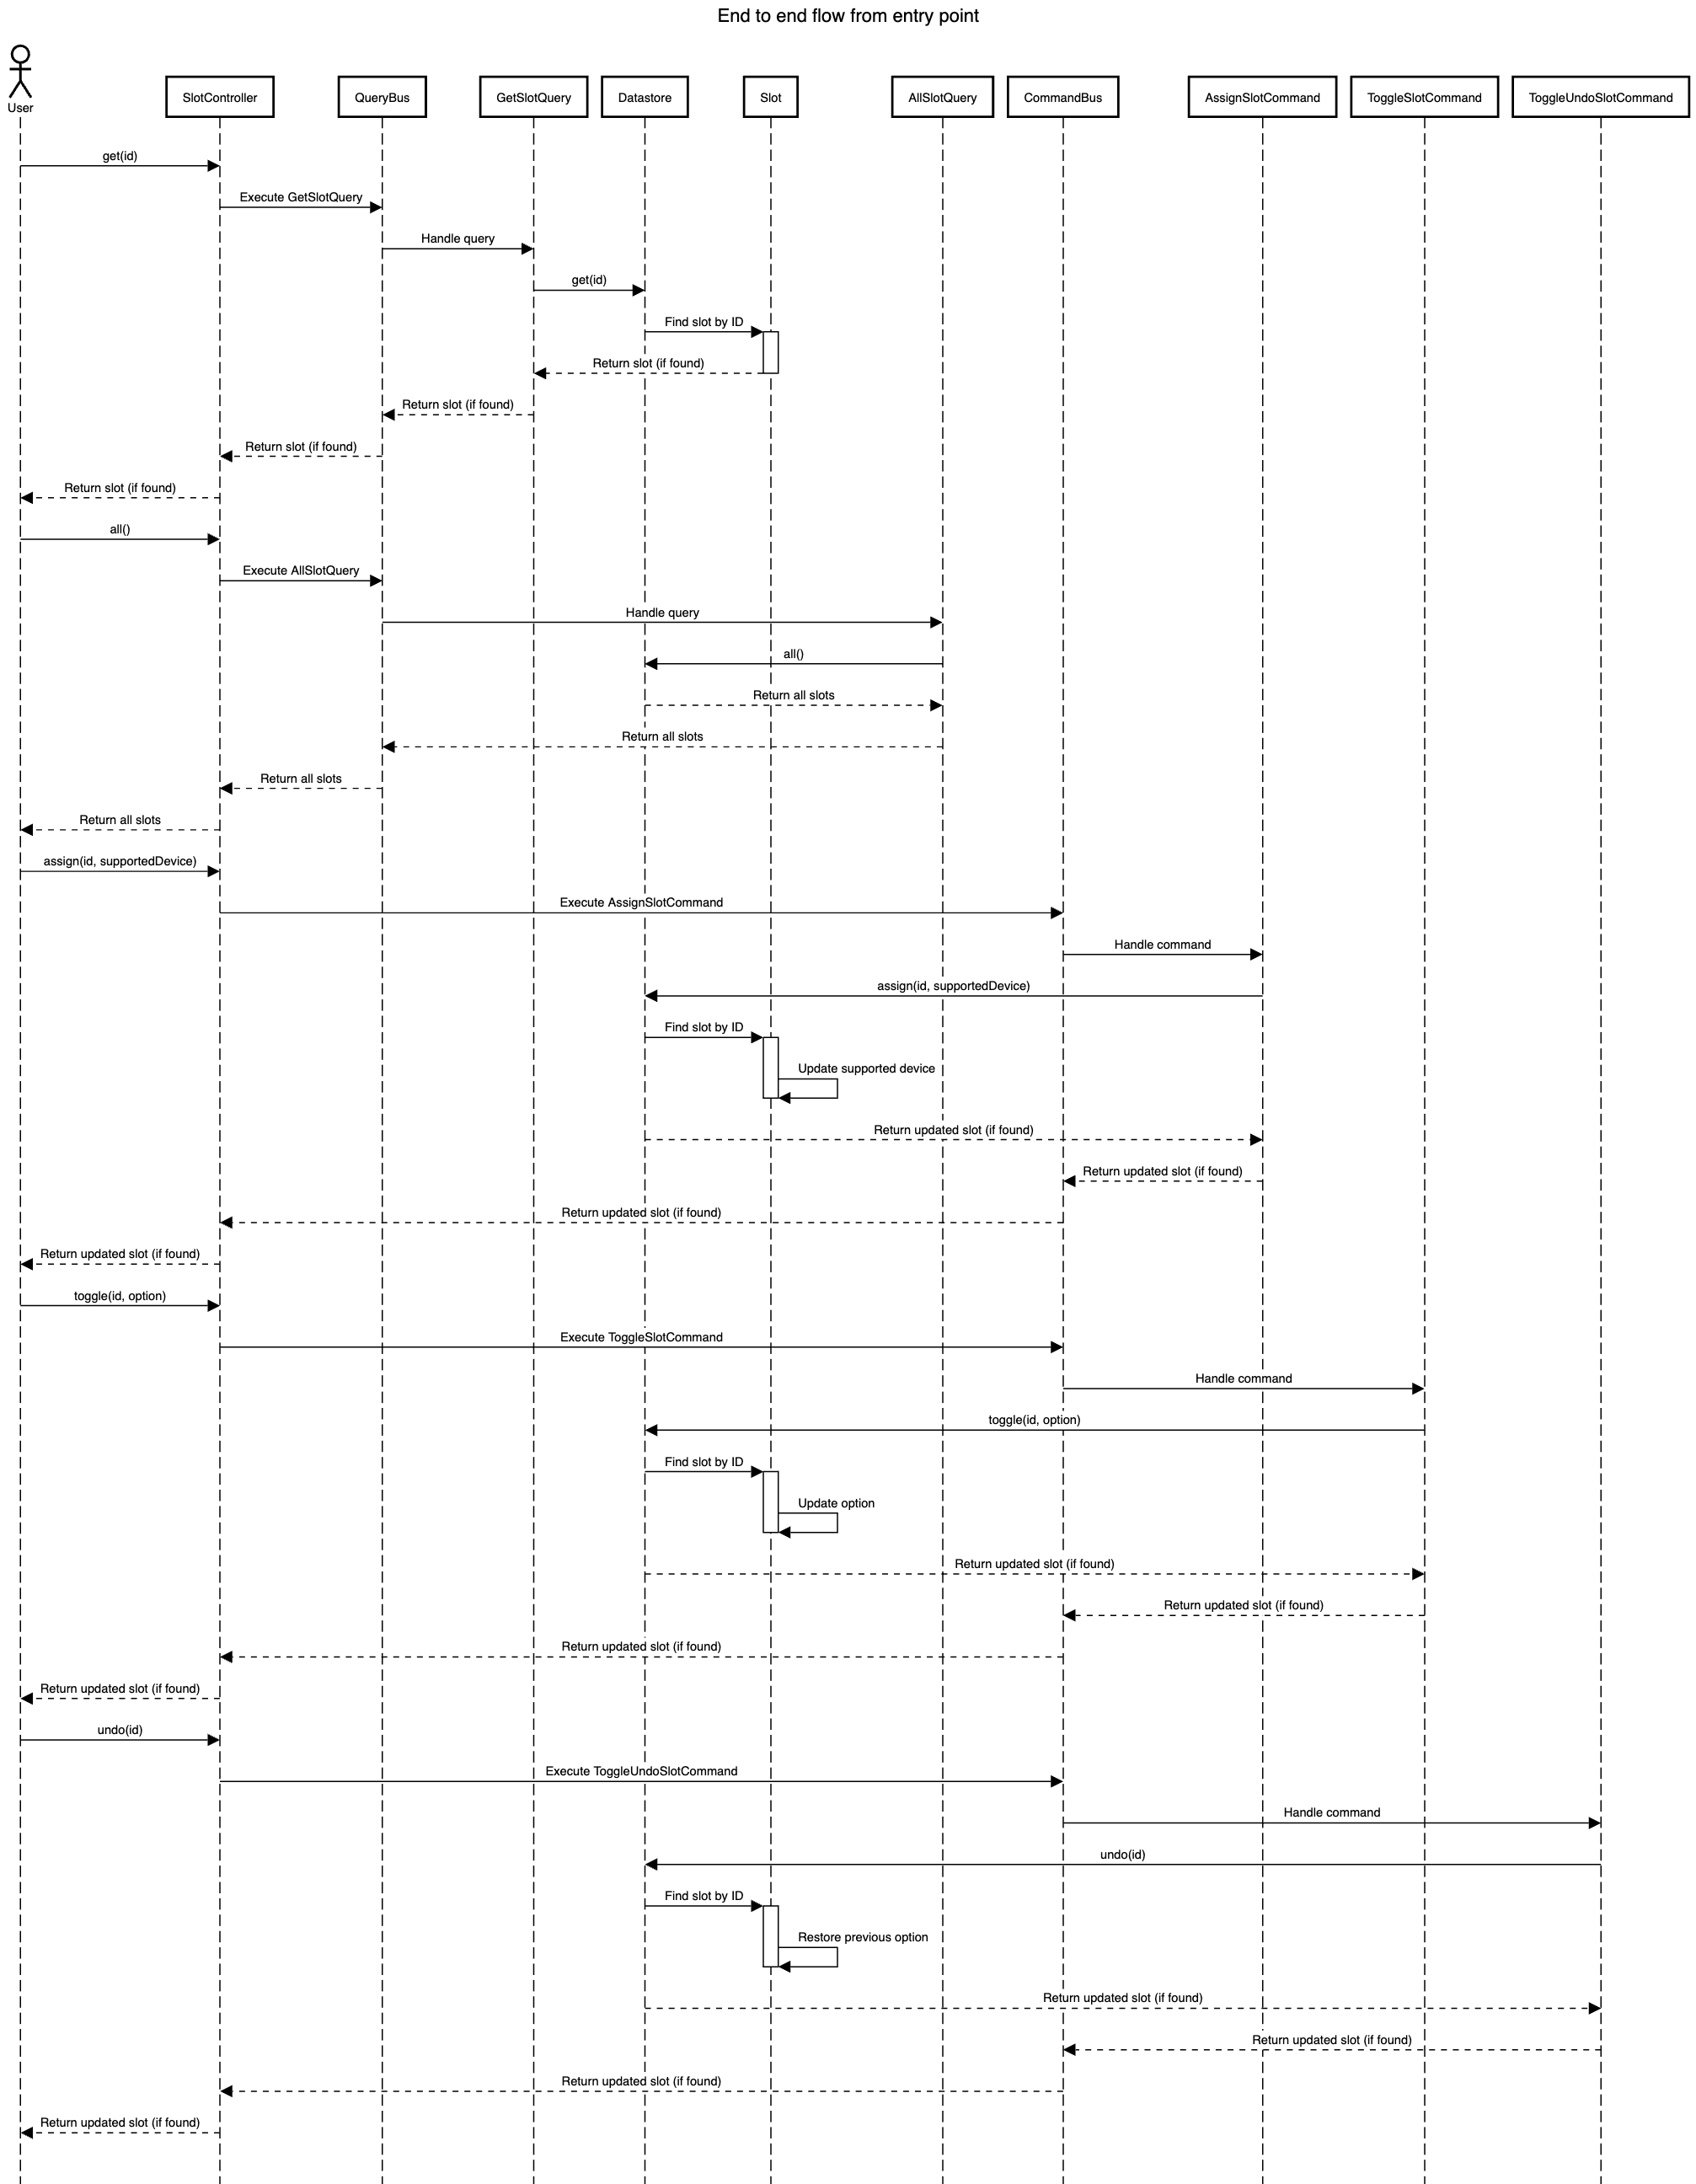 End to end flow from entry point
User
SlotController
QueryBus
GetSlotQuery
Datastore
Slot
AllSlotQuery
CommandBus
AssignSlotCommand
ToggleSlotCommand
ToggleUndoSlotCommand
get(id)
Execute GetSlotQuery
Handle query
get(id)
Find slot by ID
Return slot (if found)
Return slot (if found)
Return slot (if found)
Return slot (if found)
all()
Execute AllSlotQuery
Handle query
all()
Return all slots
Return all slots
Return all slots
Return all slots
assign(id, supportedDevice)
Execute AssignSlotCommand
Handle command
assign(id, supportedDevice)
Find slot by ID
Update supported device
Return updated slot (if found)
Return updated slot (if found)
Return updated slot (if found)
Return updated slot (if found)
toggle(id, option)
Execute ToggleSlotCommand
Handle command
toggle(id, option)
Find slot by ID
Update option
Return updated slot (if found)
Return updated slot (if found)
Return updated slot (if found)
Return updated slot (if found)
undo(id)
Execute ToggleUndoSlotCommand
Handle command
undo(id)
Find slot by ID
Restore previous option
Return updated slot (if found)
Return updated slot (if found)
Return updated slot (if found)
Return updated slot (if found)